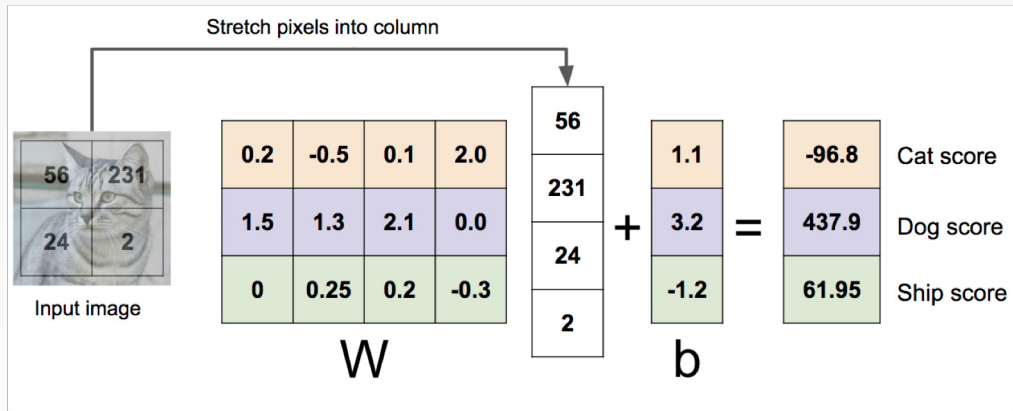 Stretch pixels into column
56 231
24 2
Input image
0.2 -0.5 0.1 2.0
1.5 1.3 2.1 0.0
0 0.25 0.2 -0.3
W
56
231
24
2
+
1.1
3.2
-1.2
b
=
-96.8 Cat score
437.9 Dog score
61.95 Ship score